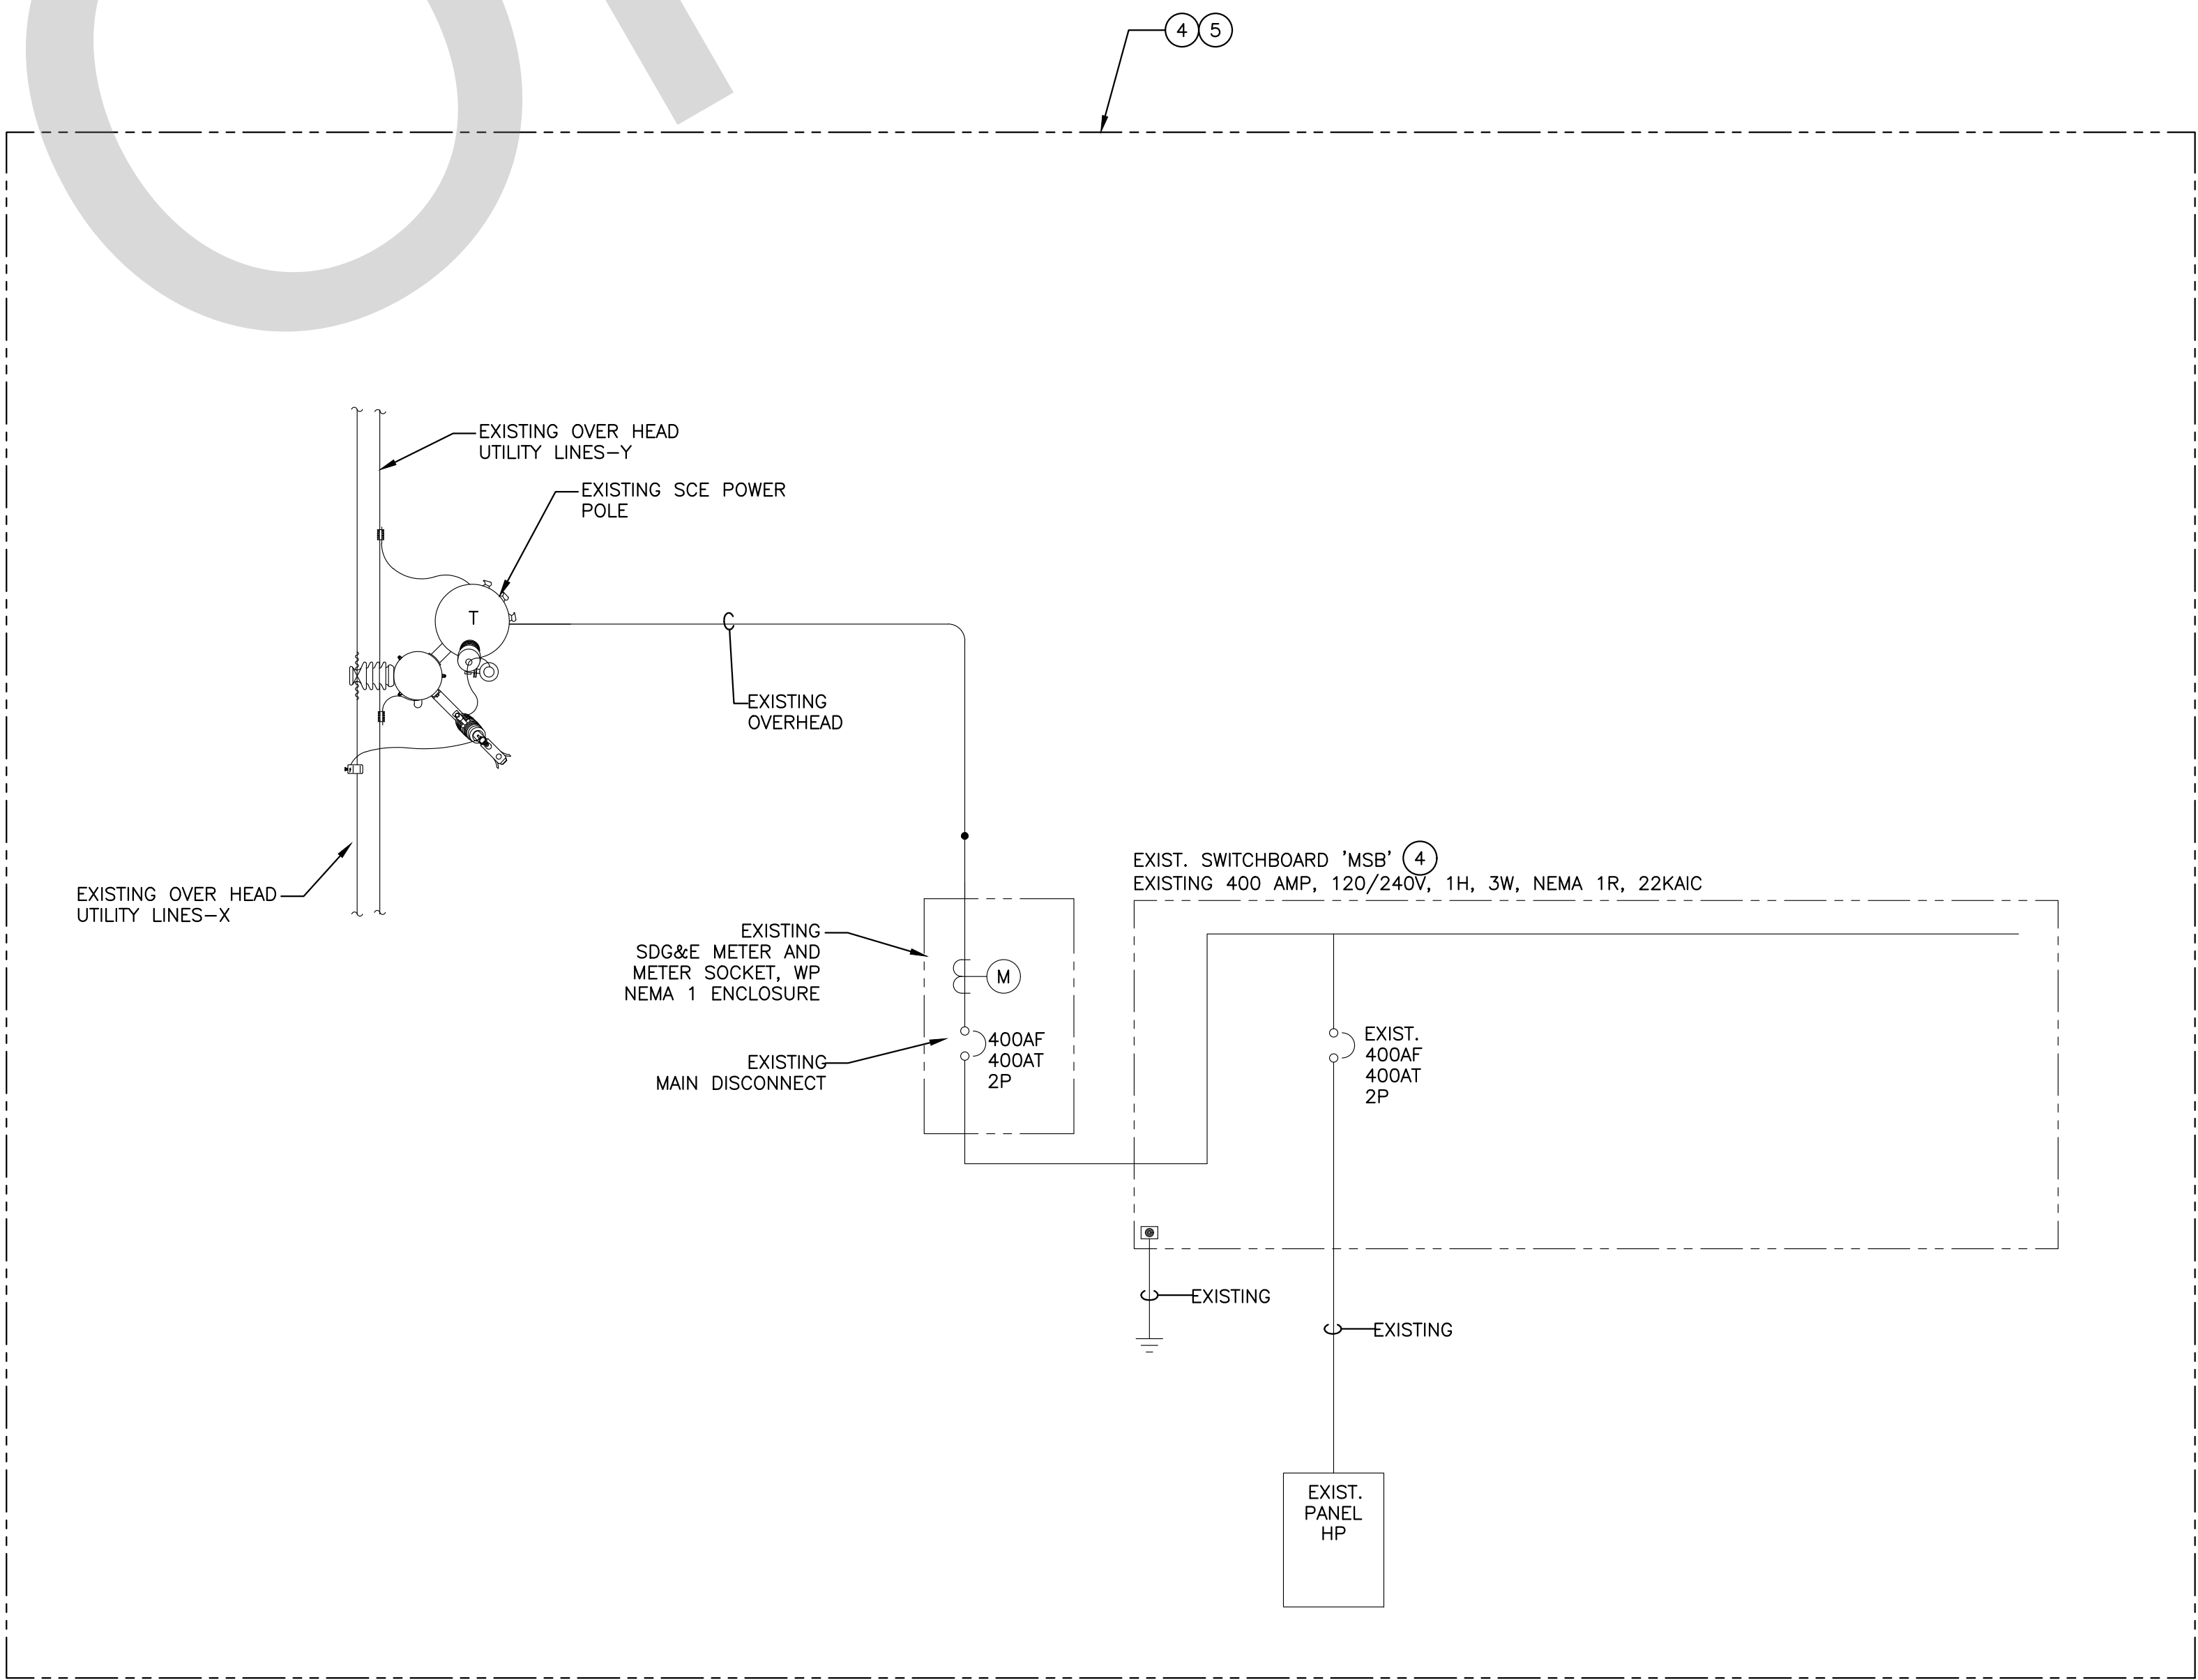 4 5
EXISTING OVER HEAD
UTILITY LINES-Y
EXISTING SCE POWER
POLE
T
EXISTING
OVERHEAD
EXISTING OVER HEAD
UTILITY LINES-X
EXIST. SWITCHBOARD 'MSB' 4
EXISTING 400 AMP, 120/240V, 1H, 3W, NEMA 1R, 22KAIC
EXISTING
SDG&E METER AND
METER SOCKET, WP
NEMA 1 ENCLOSURE
M
EXISTING
MAIN DISCONNECT
400AF
400AT
2P
EXIST.
400AF
400AT
2P
EXISTING
EXISTING
EXIST.
PANEL
HP